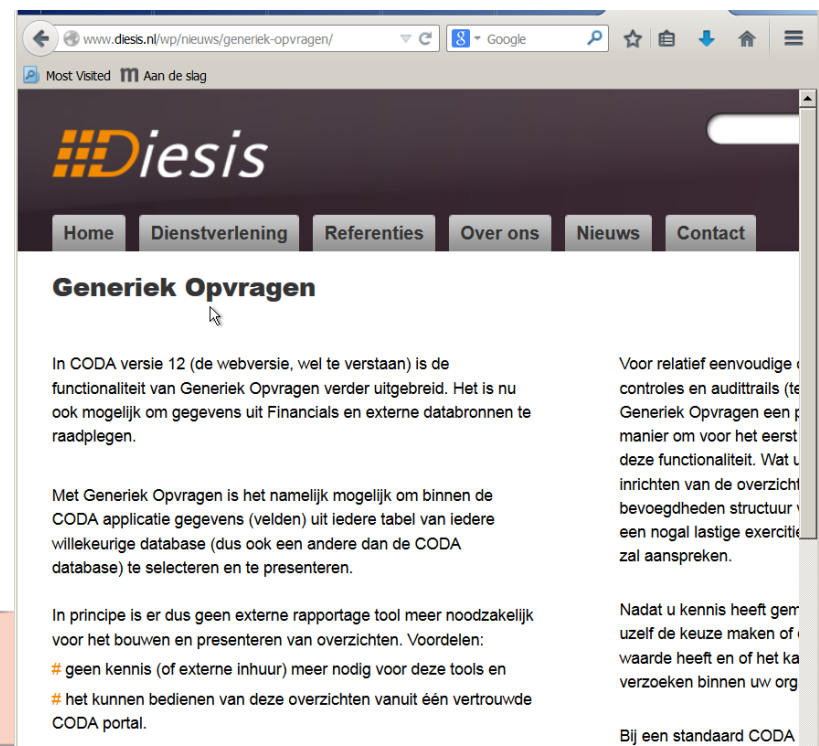 www.diesis.nl/wp/nieuws/generiek-opvragen/
Google
Most Visited
Aan de slag
Diesis
Home
Dienstverlening
Referenties
Over ons
Nieuws
Contact
Generiek Opvragen
In CODA versie 12 (de webversie, wel te verstaan) is de
functionaliteit van Generiek Opvragen verder uitgebreid. Het is nu
ook mogelijk om gegevens uit Financials en externe databronnen te
raadplegen.
Met Generiek Opvragen is het namelijk mogelijk om binnen de
CODA applicatie gegevens (velden) uit iedere tabel van iedere
willekeurige database (dus ook een andere dan de CODA
database) te selecteren en te presenteren.
In principe is er dus geen externe rapportage tool meer noodzakelijk
voor het bouwen en presenteren van overzichten. Voordelen:
# geen kennis (of externe inhuur) meer nodig voor deze tools en
# het kunnen bedienen van deze overzichten vanuit één vertrouwde
CODA portal.
Voor relatief eenvoudige
controles en audittrails
Generiek Opvragen een
manier om voor het eerst
deze functionaliteit. Wat
inrichten van de
bevoegdheden structuur
een nogal lastige
zal aanspreken.
Nadat u kennis heeft
uzelf de keuze maken of
waarde heeft en of het
verzoeken binnen uw
Bij een standaard CODA